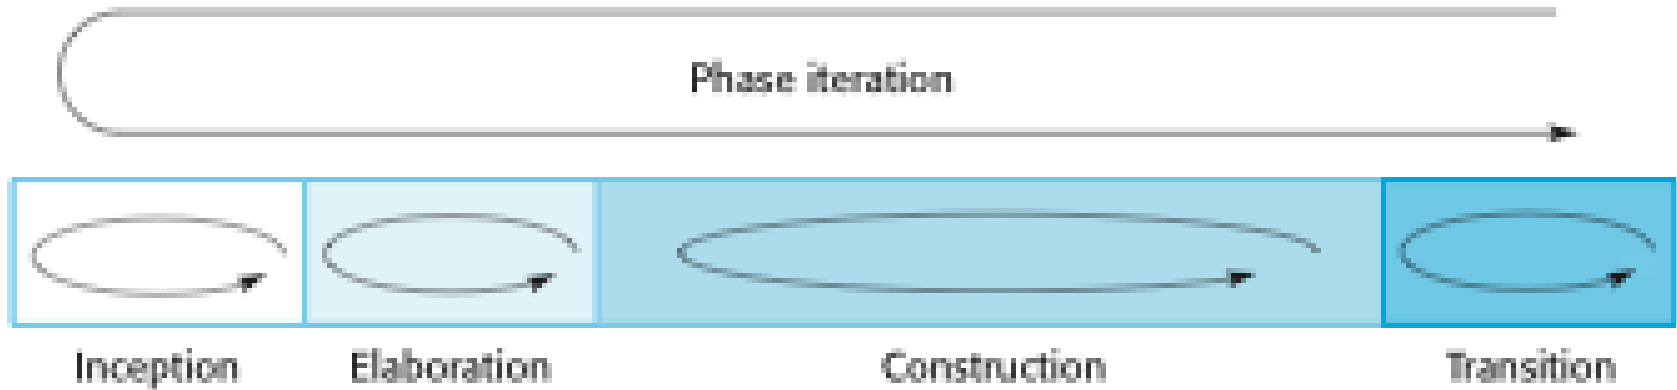 Phase iteration
Inception
Elaboration
Construction
Transition